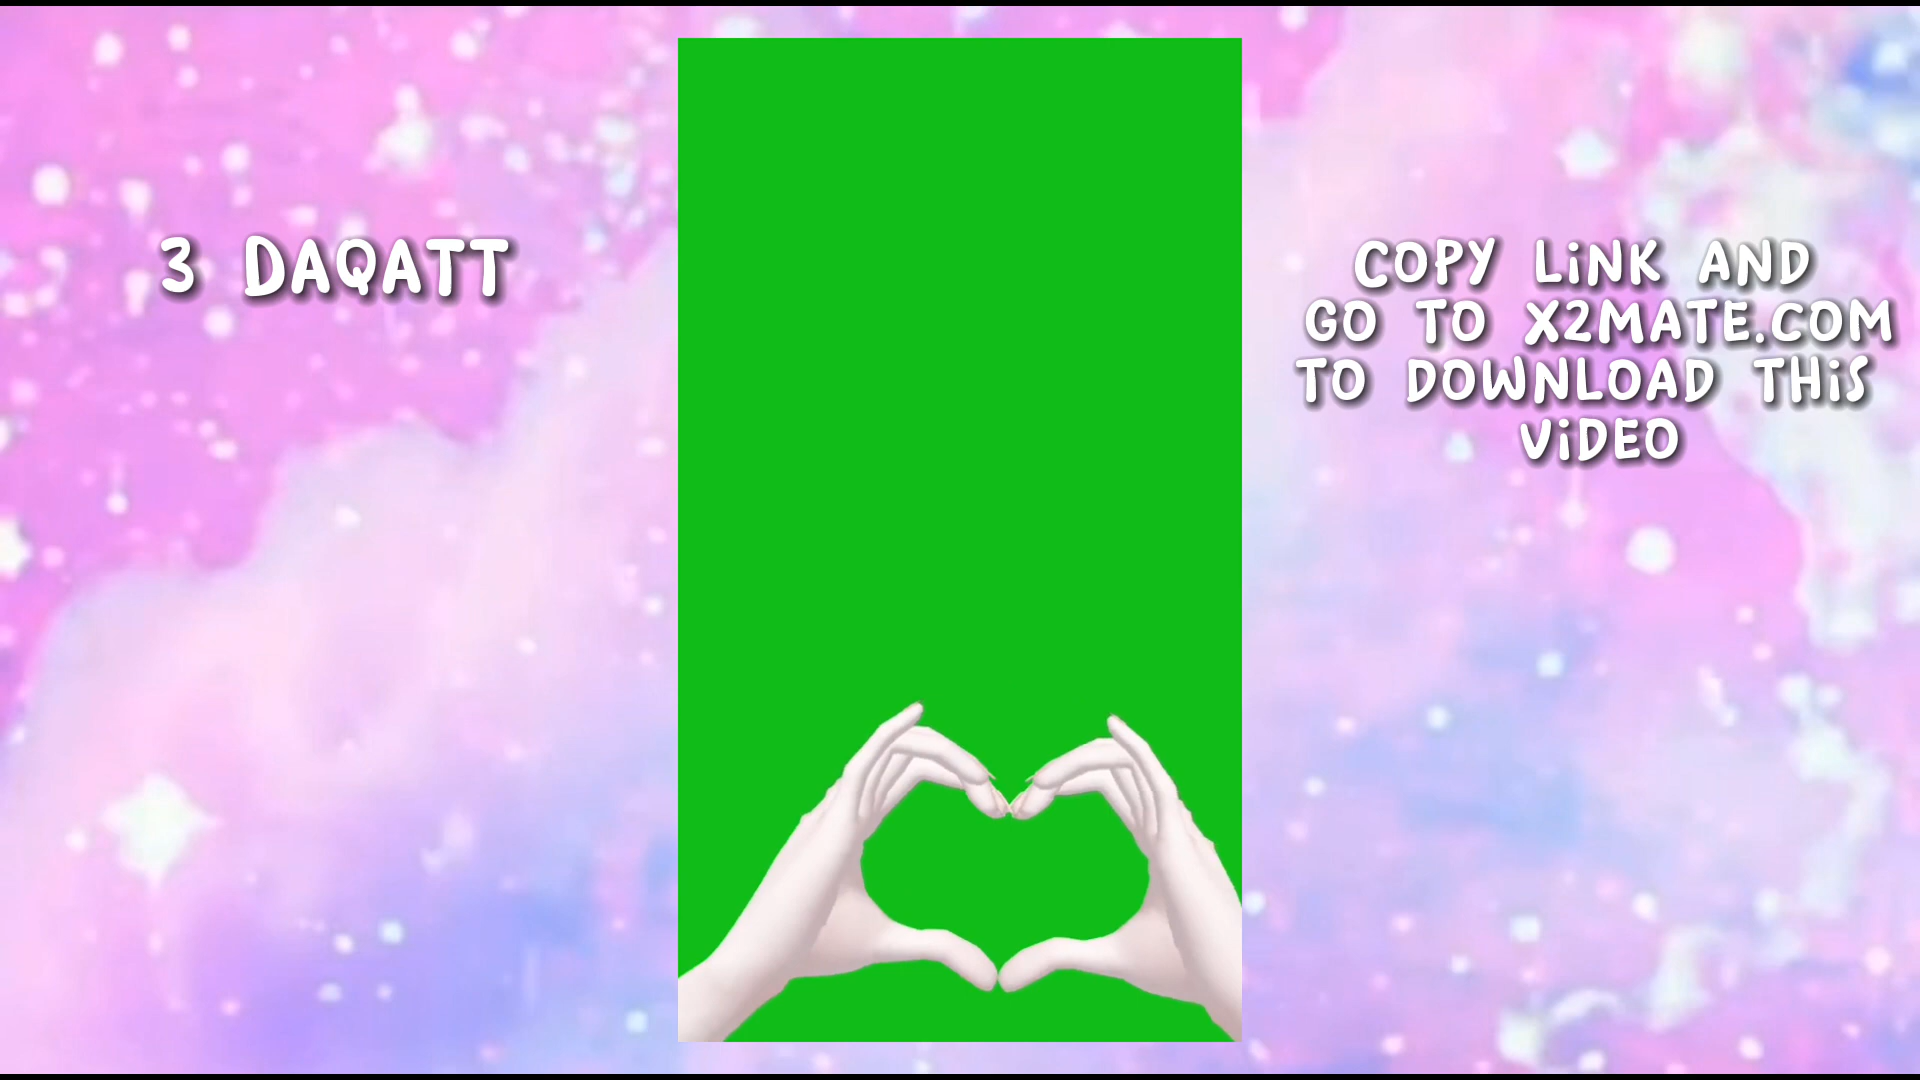 3 DAQATT
COPY LiNK AND
GO TO X2MATE.COM
TO DOWNLOAD THiS
ViDEO